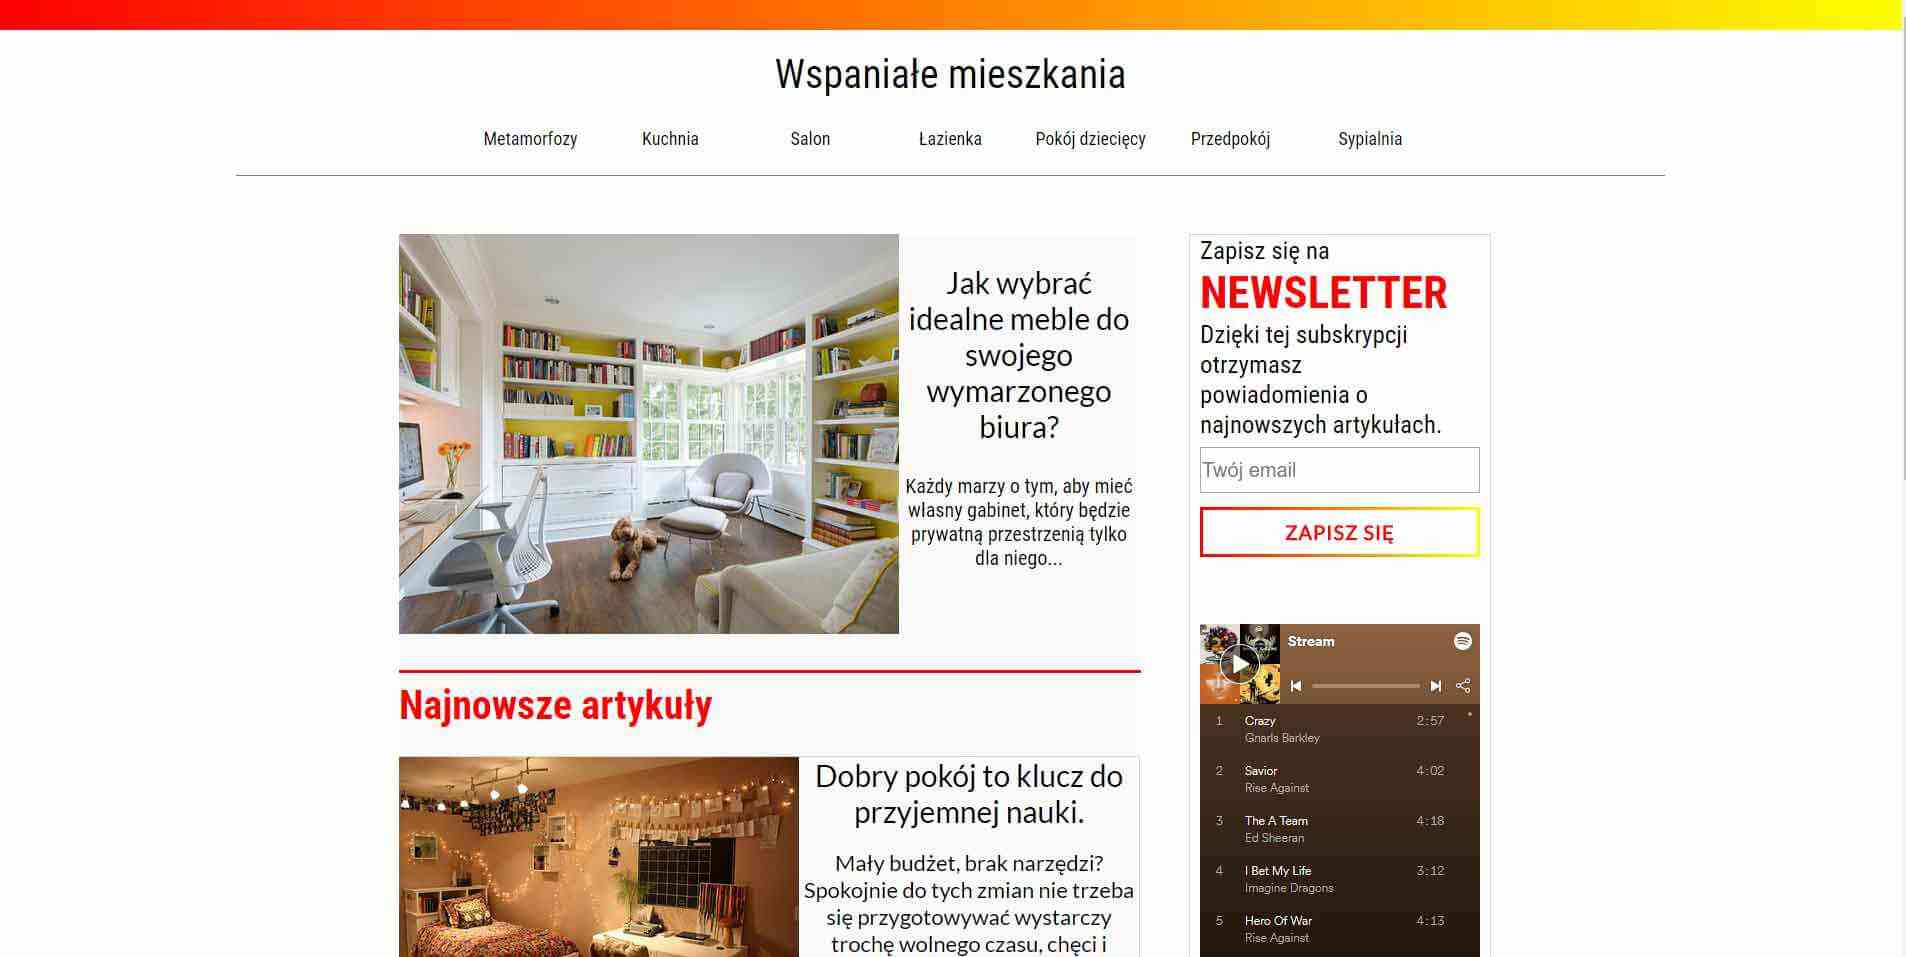 Wspaniałe mieszkania
Metamorfozy Kuchnia Salon Łazienka Pokój dziecięcy Przedpokój Sypialnia
Jak wybrać
idealne meble do
swojego
wymarzonego
biura?
Każdy marzy o tym, aby mieć
własny gabinet, który będzie
prywatną przestrzenią tylko
dla niego...
Najnowsze artykuły
Dobry pokój to klucz do
przyjemnej nauki.
Mały budżet, brak narzędzi?
Spokojnie do tych zmian nie trzeba
się przygotowywać wystarczy
trochę wolnego czasu, chęci i
Zapisz się na
NEWSLETTER
Dzięki tej subskrypcji
otrzymasz
powiadomienia o
najnowszych artykułach.
Twój email
ZAPISZ SIĘ
Stream
1 Crazy 2:57
Gnarls Barkley
2 Savior 4:02
Rise Against
3 The A Team 4:18
Ed Sheeran
4 I Bet My Life 3:12
Imagine Dragons
5 Hero Of War 4:13
Rise Against